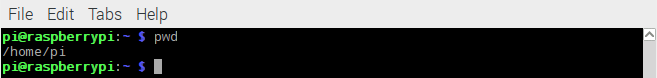 File Edit Tabs Help
pi@raspberrypi:~ $ pwd
/home/pi
pi@raspberrypi:~ $